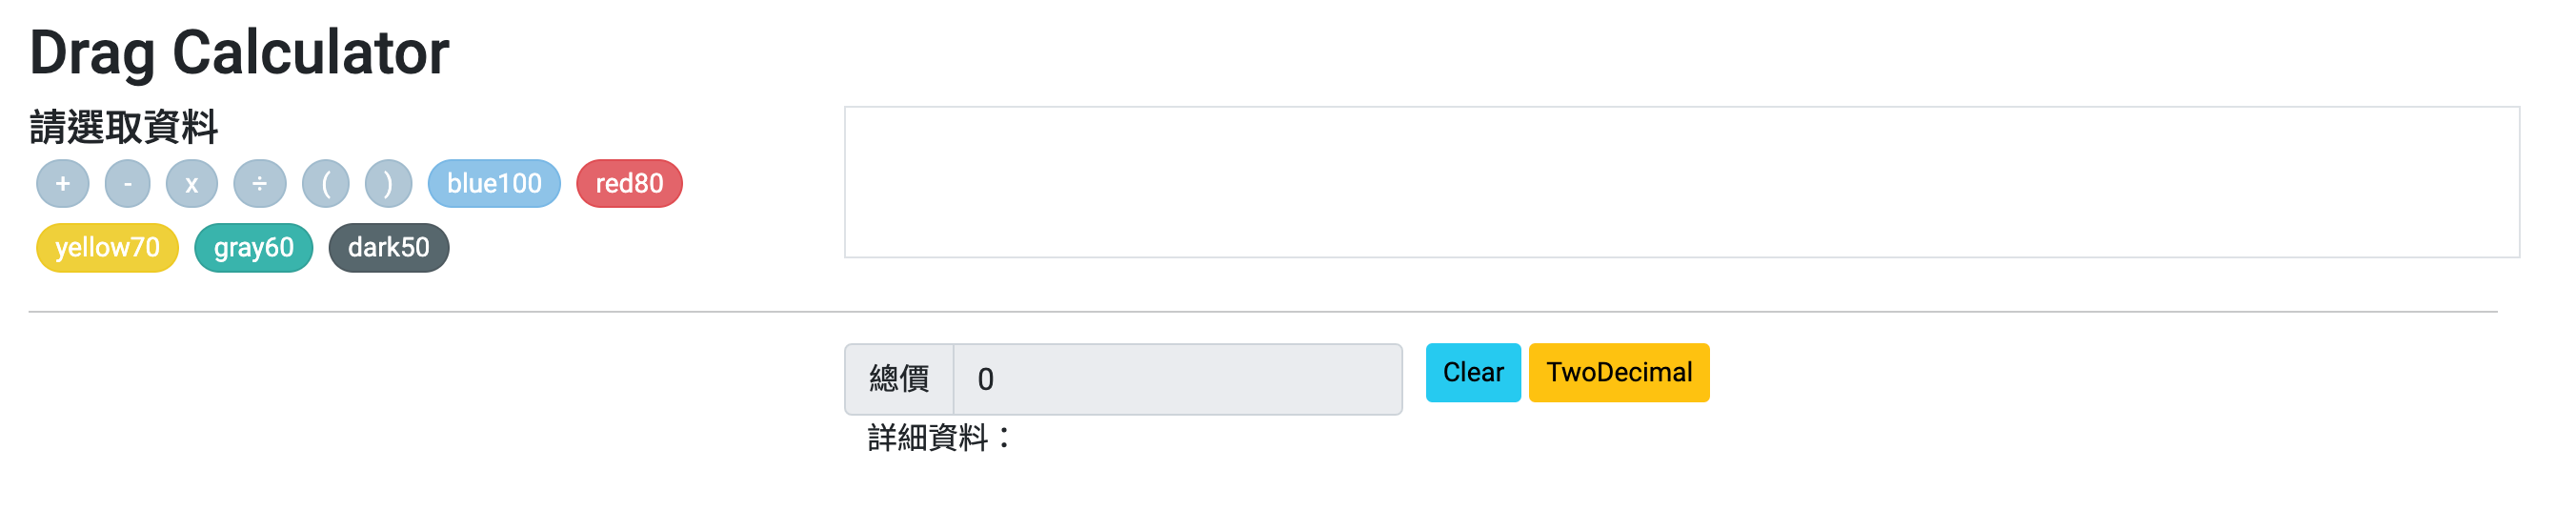 Drag Calculator
請選取資料
+ - x ÷ ( ) blue100 red80
yellow70 gray60 dark50
總價 0 Clear TwoDecimal
詳細資料：